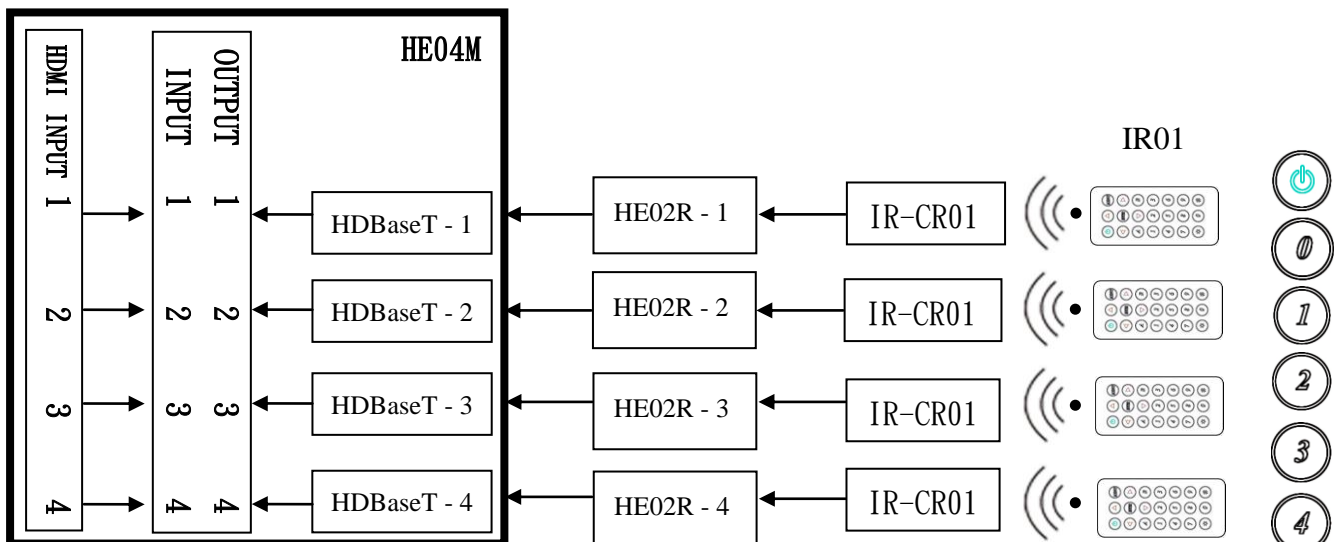 HE04M
HDMI INPUT 1 2 3 4
INPUT 1 2 3 4
OUTPUT 1 2 3 4
IR01
HDBaseT - 1
HE02R - 1
IR-CR01
HDBaseT - 2
HE02R - 2
IR-CR01
HDBaseT - 3
HE02R - 3
IR-CR01
HDBaseT - 4
HE02R - 4
IR-CR01
0
1
2
3
4